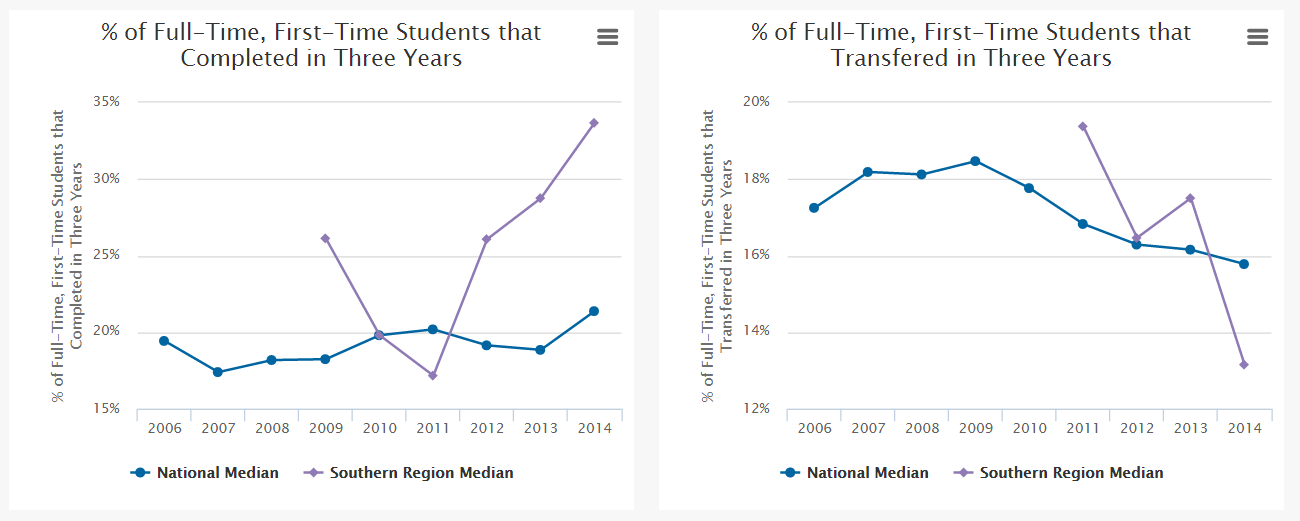 % of Full-Time, First-Time Students that
Completed in Three Years
% of Full-Time, First-Time Students that
Completed in Three Years
35%
30%
25%
20%
15%
2006 2007 2008 2009 2010 2011 2012 2013 2014
National Median Southern Region Median
% of Full-Time, First-Time Students that
Transfered in Three Years
% of Full-Time, First-Time Students that
Transferred in Three Years
20%
18%
16%
14%
12%
2006 2007 2008 2009 2010 2011 2012 2013 2014
National Median Southern Region Median